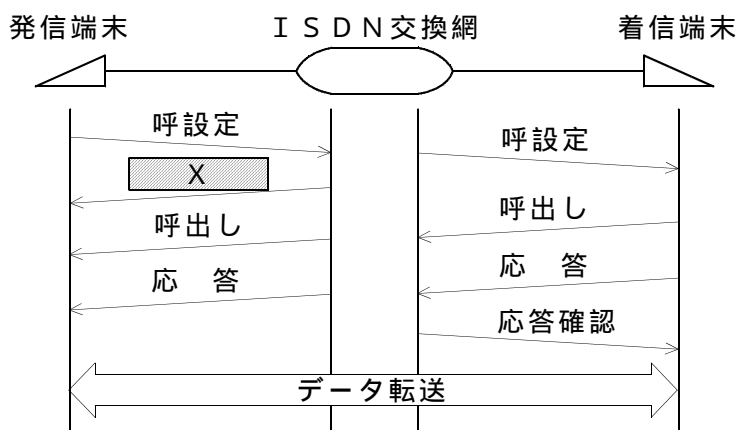 発信端末 ＩＳＤＮ交換網 着信端末
呼設定 呼設定
X
呼出し 呼出し
応　答 応　答
応答確認
データ転送